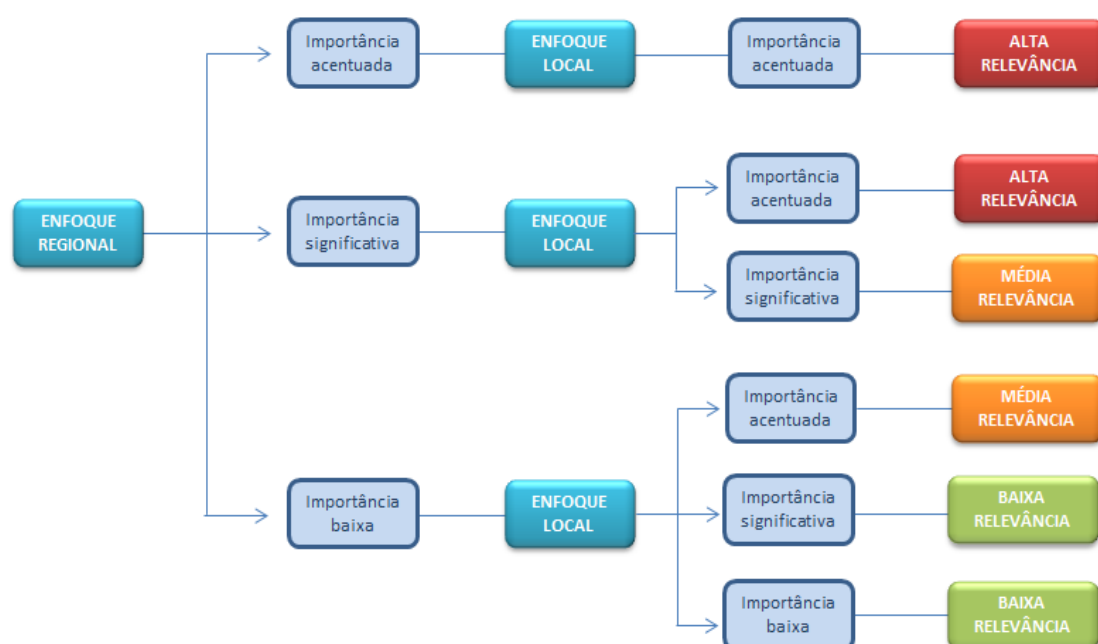 Importância
acentuada
ENFOQUE
LOCAL
Importância
acentuada
ALTA
RELEVÂNCIA
ENFOQUE
REGIONAL
Importância
significativa
ENFOQUE
LOCAL
Importância
acentuada
ALTA
RELEVÂNCIA
Importância
significativa
MÉDIA
RELEVÂNCIA
Importância
baixa
ENFOQUE
LOCAL
Importância
acentuada
MÉDIA
RELEVÂNCIA
Importância
significativa
BAIXA
RELEVÂNCIA
Importância
baixa
BAIXA
RELEVÂNCIA